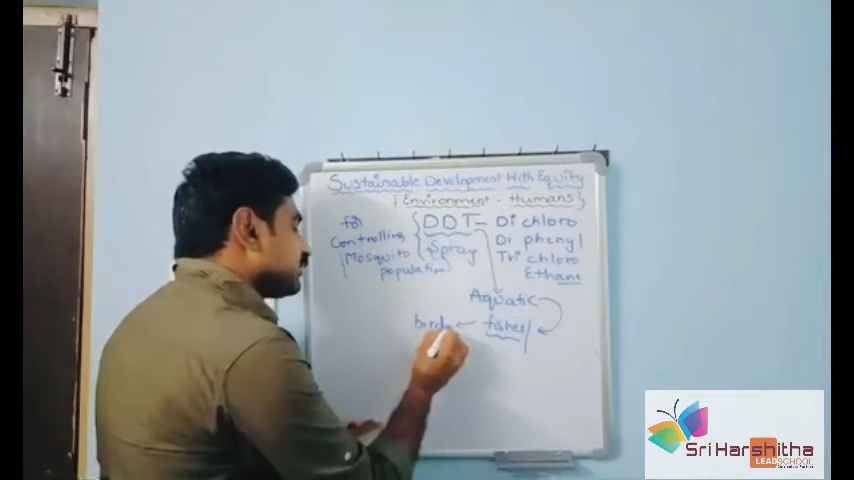 Sustainable Development With Equity
{Environment - Humans}
for
Controlling
Mosquito
population
DDT = Di chloro
Di phenyl
Tri chloro
Ethane
Spray
Aquatic
birds ← fishes
Sri Harshitha
LEAD SCHOOL